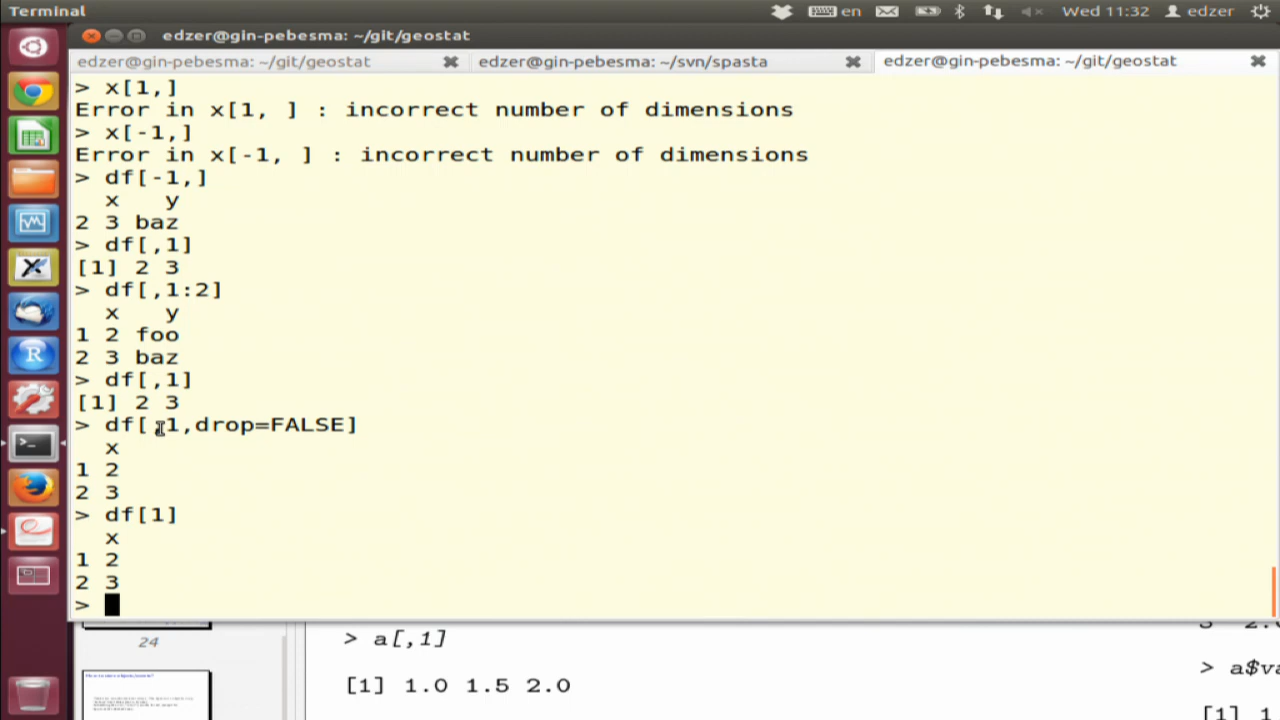 Terminal
en
Wed 11:32
edzer
edzer@gin-pebesma: ~/git/geostat
edzer@gin-pebesma: ~/git/geostat
edzer@gin-pebesma: ~/svn/spasta
edzer@gin-pebesma: ~/git/geostat
> x[1,]
Error in x[1, ] : incorrect number of dimensions
> x[-1,]
Error in x[-1, ] : incorrect number of dimensions
> df[-1,]
x y
2 3 baz
> df[,1]
[1] 2 3
> df[,1:2]
x y
1 2 foo
2 3 baz
> df[,1]
[1] 2 3
> df[,1,drop=FALSE]
x
1 2
2 3
> df[1]
x
1 2
2 3
>
24
> a[,1]
[1] 1.0 1.5 2.0
> a$va
[1] 1